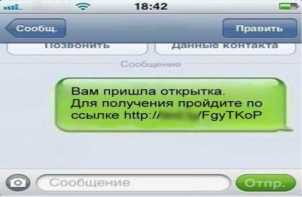 18:42
Сообщ.
Править
Позвонить
Данные контакта
Сообщение
Вам пришла открытка.
Для получения пройдите по
ссылке http:// /FgyTKoP
Сообщение
Отпр.